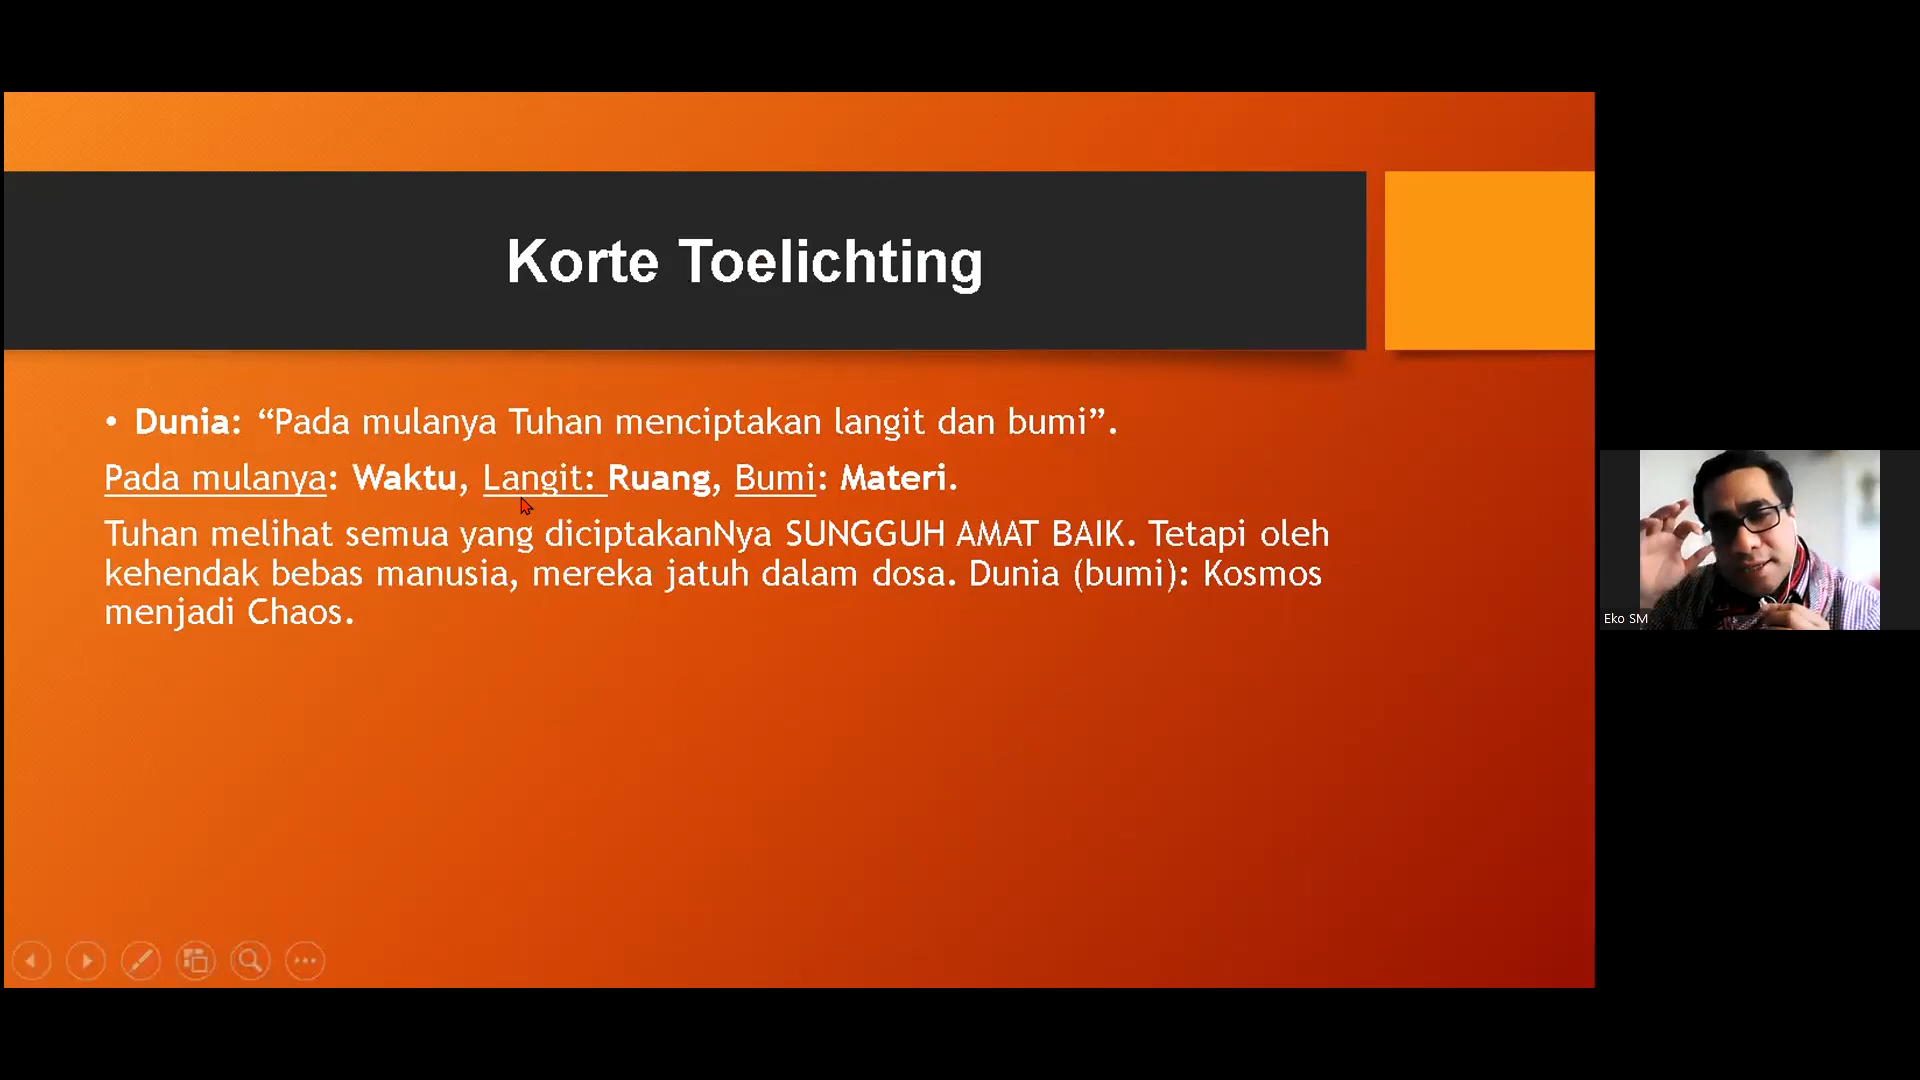 Korte Toelichting
• Dunia: “Pada mulanya Tuhan menciptakan langit dan bumi”.
Pada mulanya: Waktu, Langit: Ruang, Bumi: Materi.
Tuhan melihat semua yang diciptakanNya SUNGGUH AMAT BAIK. Tetapi oleh
kehendak bebas manusia, mereka jatuh dalam dosa. Dunia (bumi): Kosmos
menjadi Chaos.
Eko SM